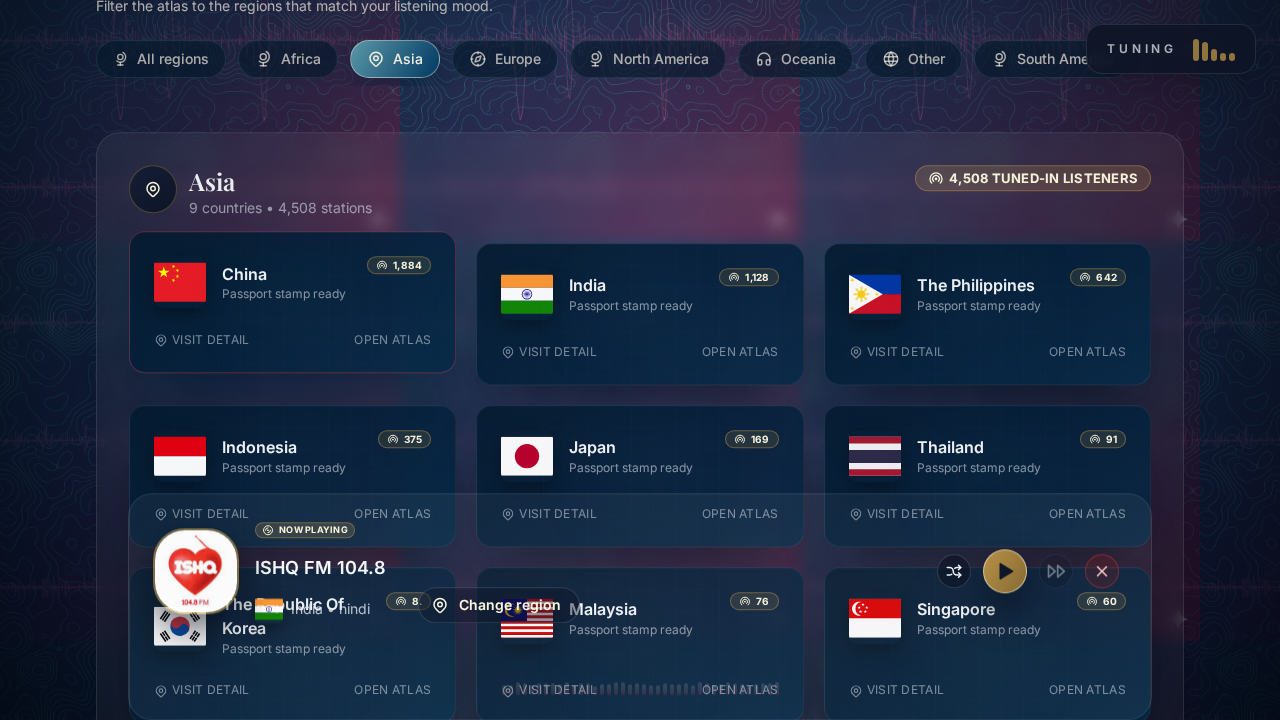 Filter the atlas to the regions that match your listening mood.
All regions
Africa
Asia
Europe
North America
Oceania
Other
South Ame
TUNING
Asia
9 countries • 4,508 stations
4,508 TUNED-IN LISTENERS
China
Passport stamp ready
1,884
VISIT DETAIL
OPEN ATLAS
India
Passport stamp ready
1,128
VISIT DETAIL
OPEN ATLAS
The Philippines
Passport stamp ready
642
VISIT DETAIL
OPEN ATLAS
Indonesia
Passport stamp ready
375
VISIT DETAIL
OPEN ATLAS
Japan
Passport stamp ready
169
VISIT DETAIL
OPEN ATLAS
Thailand
Passport stamp ready
91
VISIT DETAIL
OPEN ATLAS
NOW PLAYING
ISHQ
104.8 FM
ISHQ FM 104.8
India • hindi
Change region
The Republic Of
Korea
Passport stamp ready
VISIT DETAIL
OPEN ATLAS
Malaysia
Passport stamp ready
76
VISIT DETAIL
OPEN ATLAS
Singapore
Passport stamp ready
60
VISIT DETAIL
OPEN ATLAS